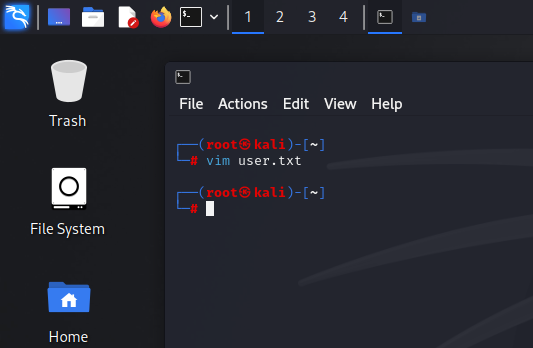 1 2 3 4
Trash
File System
Home
File Actions Edit View Help
┌──(root㉿kali)-[~]
└─# vim user.txt
┌──(root㉿kali)-[~]
└─#